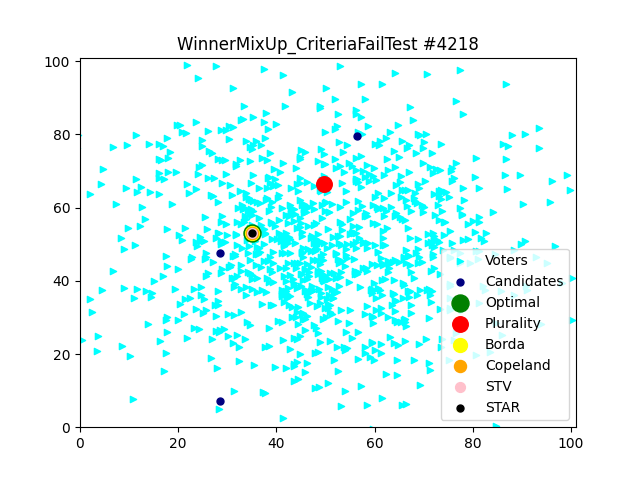 WinnerMixUp_CriteriaFailTest #4218
100
80
60
40
20
0
0
20
40
60
80
100
Voters
Candidates
Optimal
Plurality
Borda
Copeland
STV
STAR